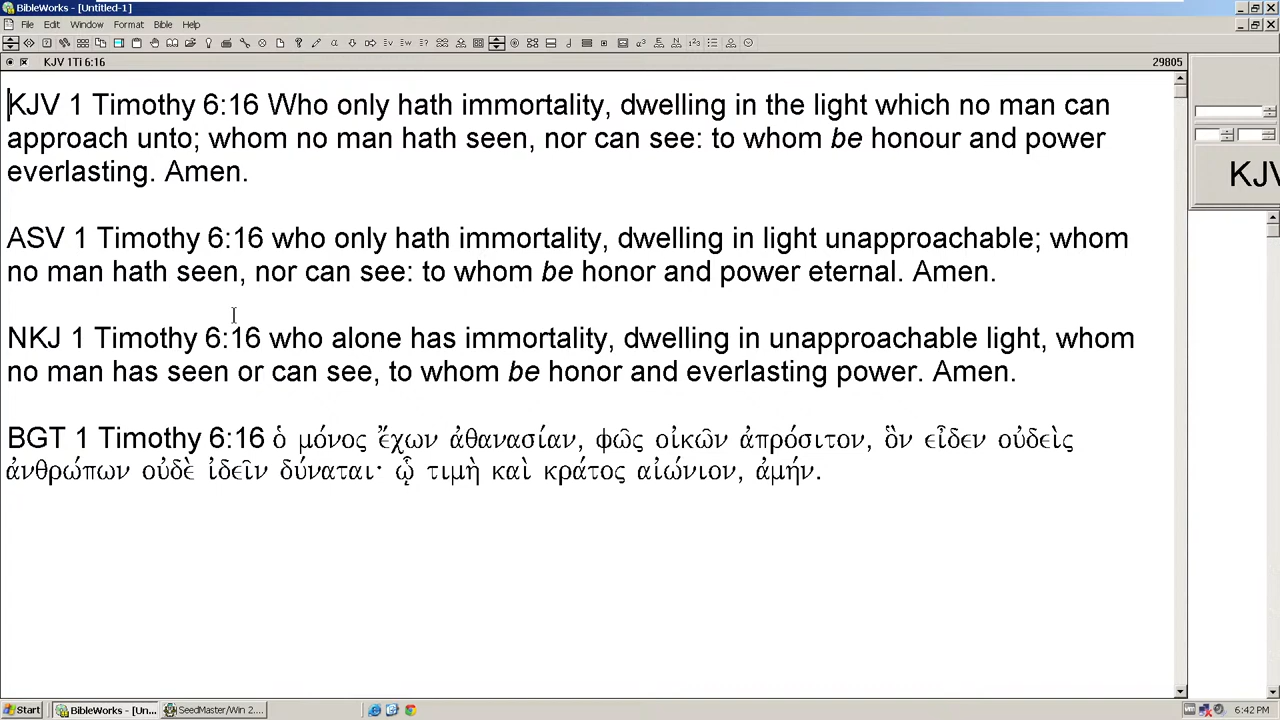 BibleWorks - [Untitled-1]
File Edit Window Format Bible Help
KJV 1Ti 6:16 29805
KJV 1 Timothy 6:16 Who only hath immortality, dwelling in the light which no man can
approach unto; whom no man hath seen, nor can see: to whom be honour and power
everlasting. Amen.
KJV
ASV 1 Timothy 6:16 who only hath immortality, dwelling in light unapproachable; whom
no man hath seen, nor can see: to whom be honor and power eternal. Amen.
NKJ 1 Timothy 6:16 who alone has immortality, dwelling in unapproachable light, whom
no man has seen or can see, to whom be honor and everlasting power. Amen.
BGT 1 Timothy 6:16 ὁ μόνος ἔχων ἀθανασίαν, φῶς οἰκῶν ἀπρόσιτον, ὃν εἶδεν οὐδεὶς
ἀνθρώπων οὐδὲ ἰδεῖν δύναται· ᾧ τιμὴ καὶ κράτος αἰώνιον, ἀμήν.
Start BibleWorks - [Un... SeedMaster/Win 2.... 6:42 PM